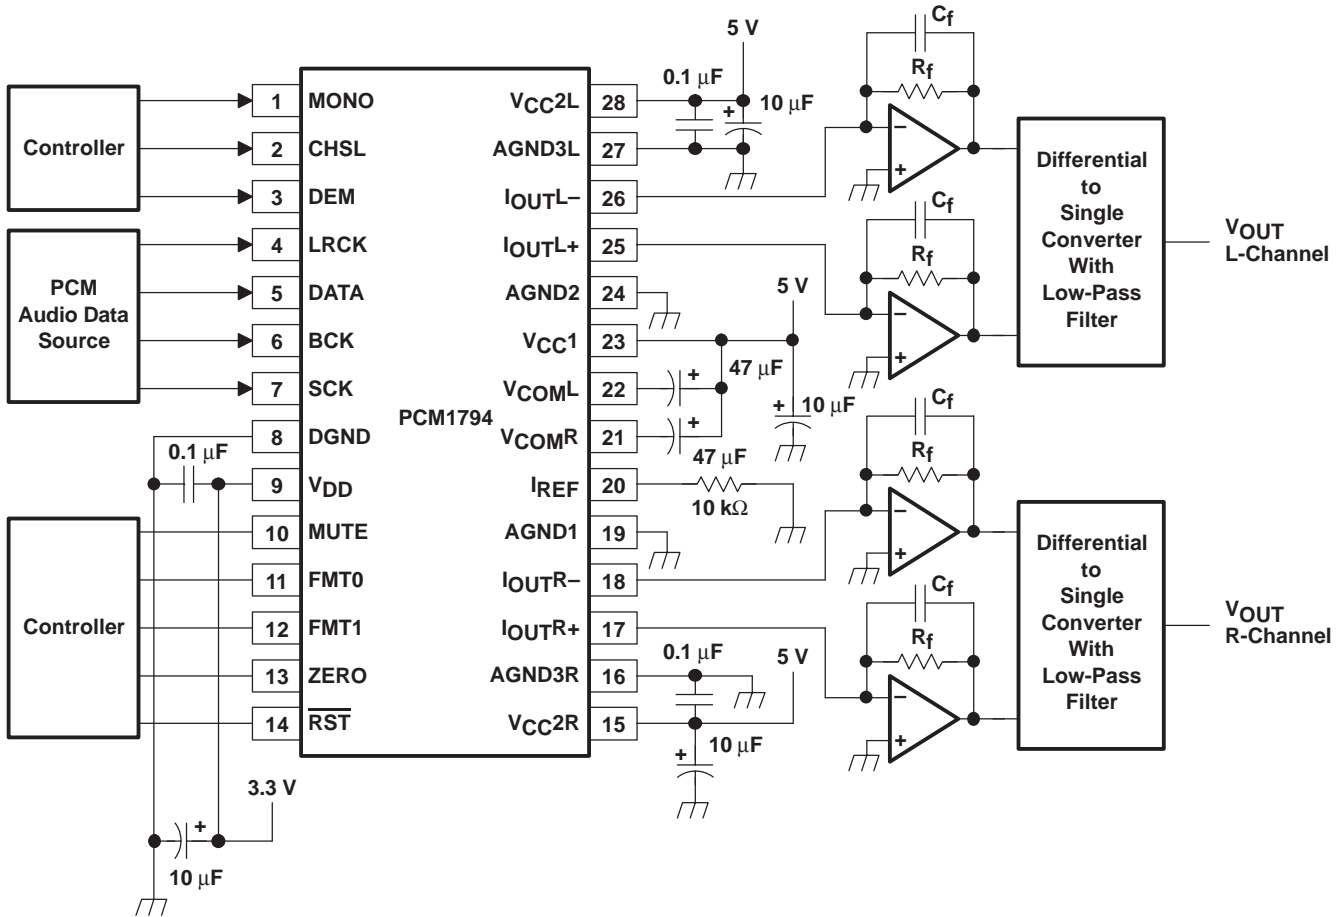 Controller
PCM
Audio Data
Source
Controller
0.1 μF
3.3 V
+
10 μF
1 MONO
2 CHSL
3 DEM
4 LRCK
5 DATA
6 BCK
7 SCK
8 DGND
9 VDD
10 MUTE
11 FMT0
12 FMT1
13 ZERO
14 RST
PCM1794
VCC2L 28
AGND3L 27
IOUTL– 26
IOUTL+ 25
AGND2 24
VCC1 23
VCOML 22
VCOMR 21
IREF 20
AGND1 19
IOUTR– 18
IOUTR+ 17
AGND3R 16
VCC2R 15
5 V
0.1 μF
+
10 μF
5 V
47 μF
+
+
+
10 μF
47 μF
10 kΩ
0.1 μF
5 V
10 μF
+
Cf
Rf
–
+
Cf
Rf
–
+
Cf
Rf
–
+
Cf
Rf
–
+
Differential
to
Single
Converter
With
Low-Pass
Filter
VOUT
L-Channel
Differential
to
Single
Converter
With
Low-Pass
Filter
VOUT
R-Channel